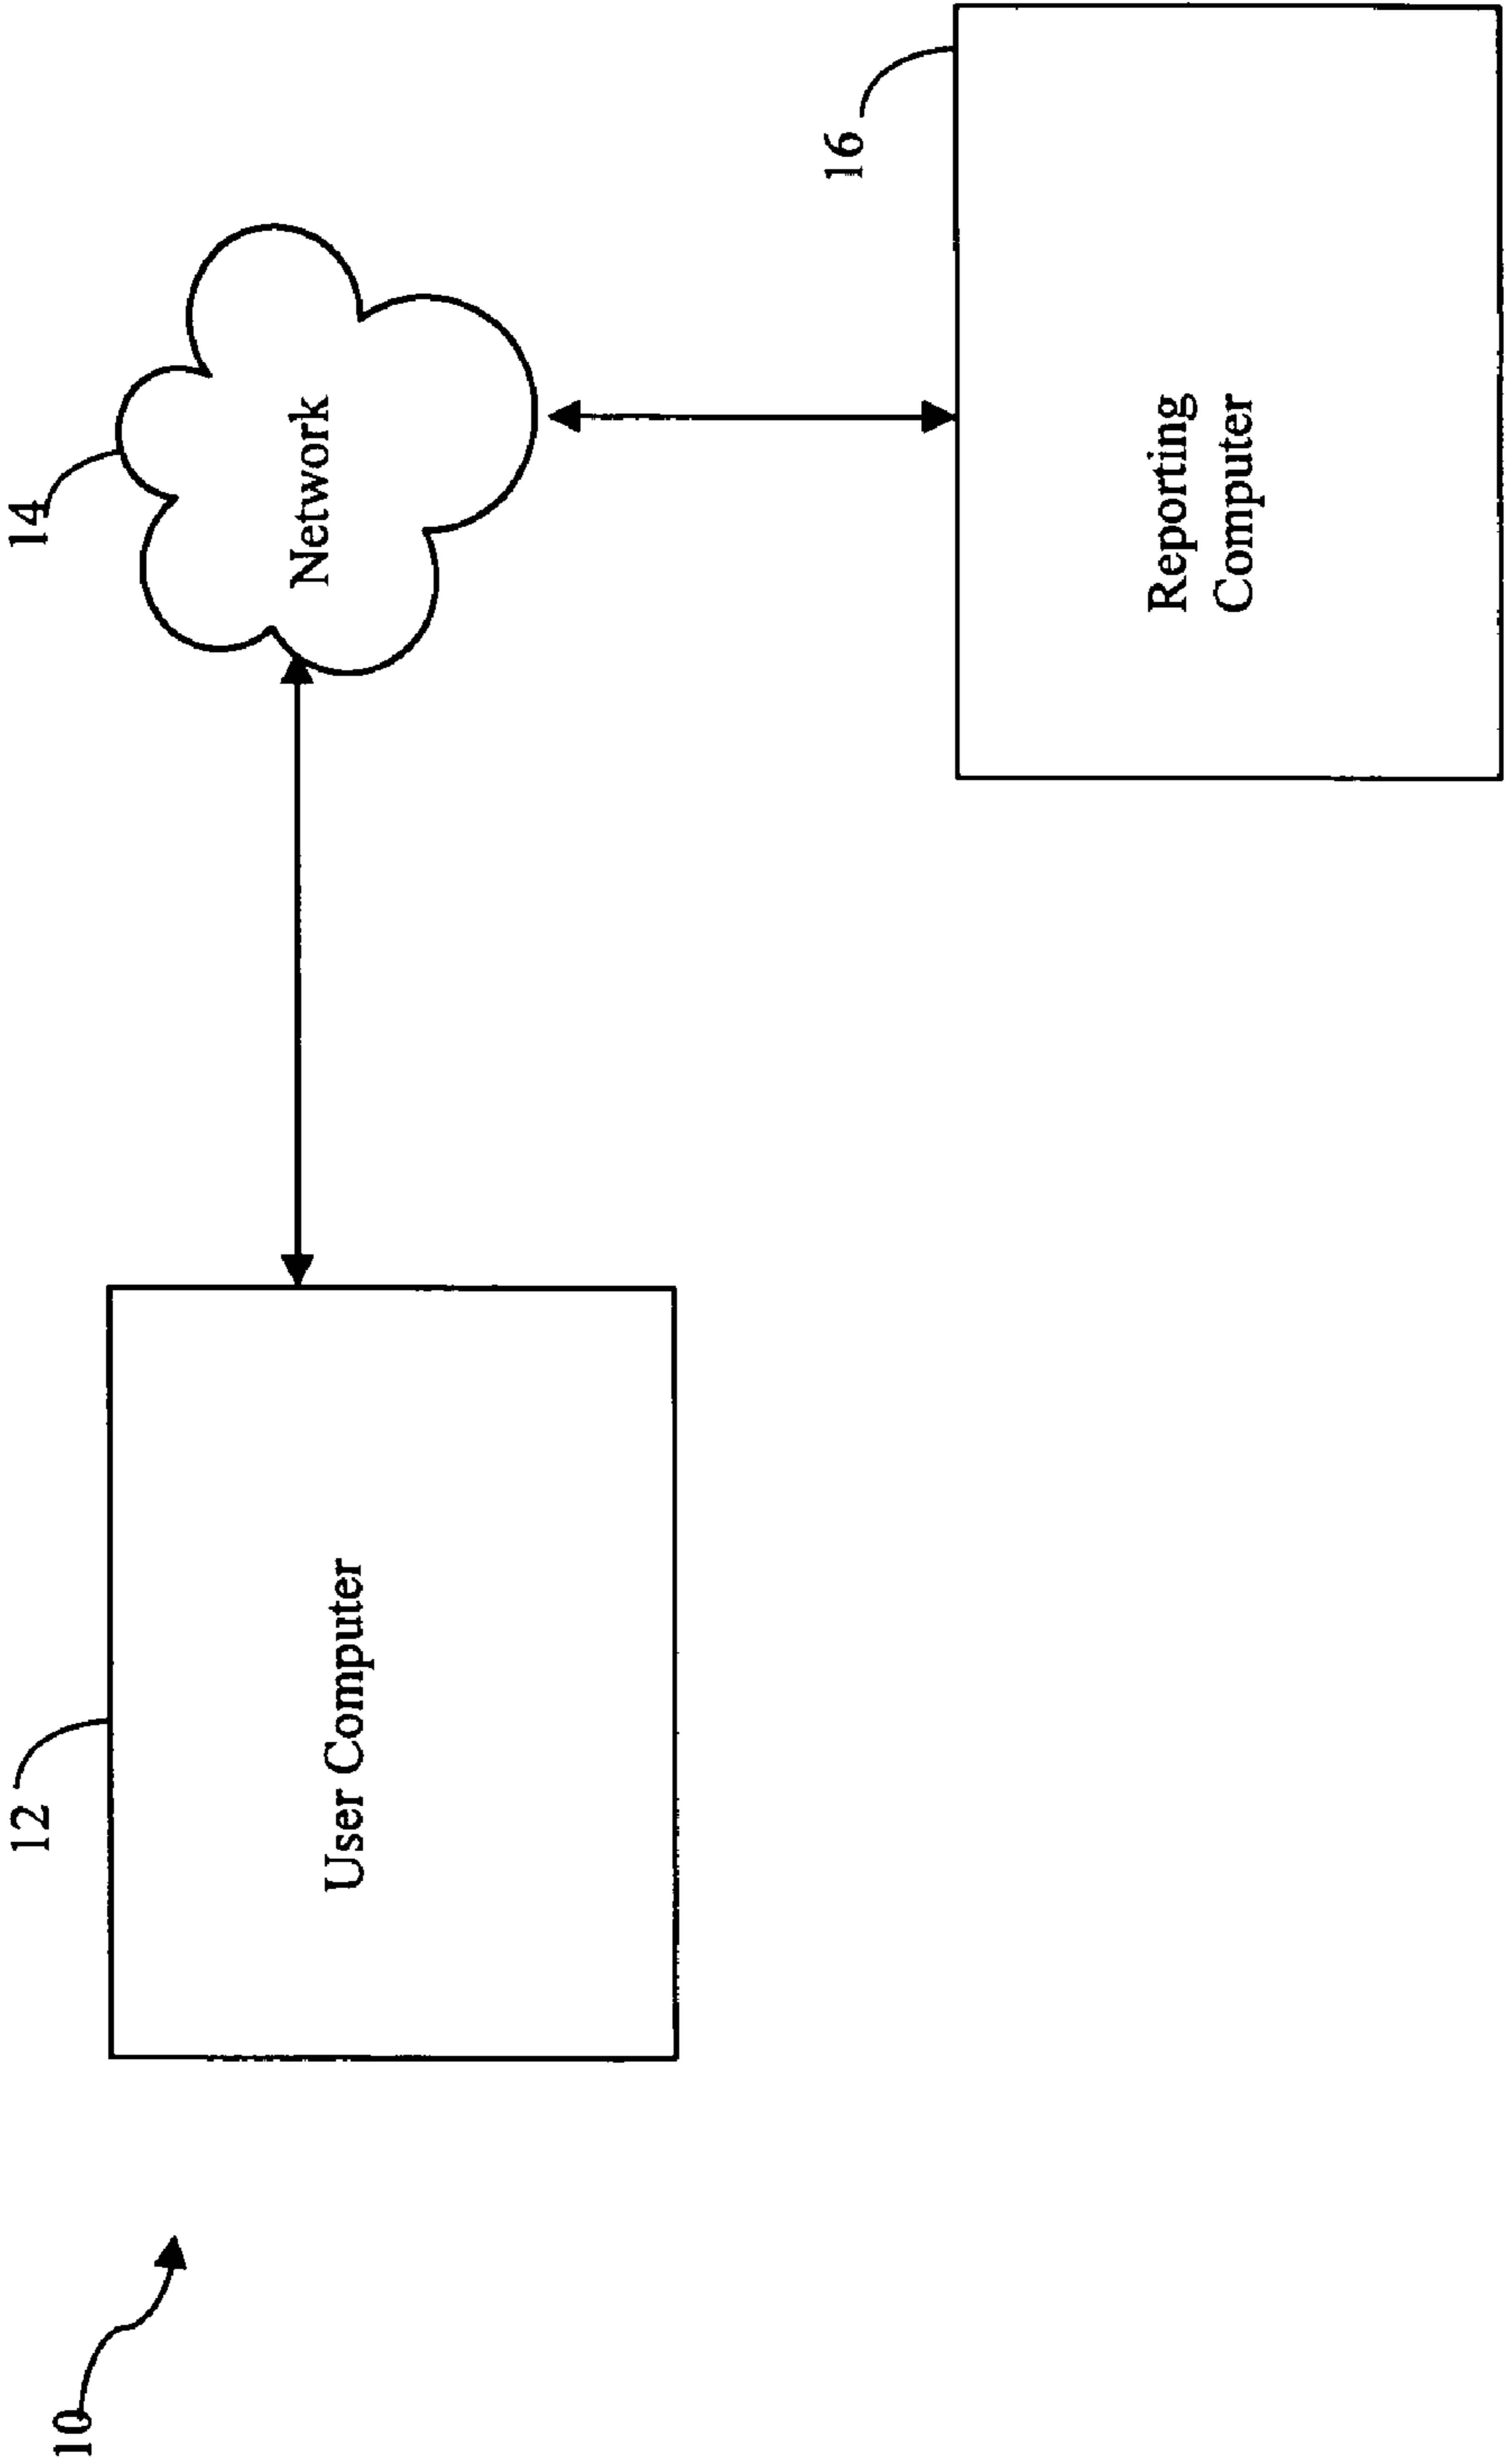 10
12
User Computer
14
Network
16
Reporting
Computer